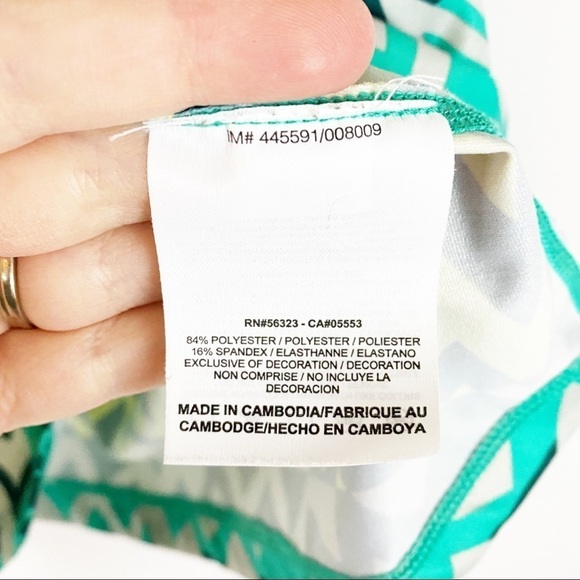 IM# 445591/008009
RN#56323 - CA#05553
84% POLYESTER / POLYESTER / POLIESTER
16% SPANDEX / ELASTHANNE / ELASTANO
EXCLUSIVE OF DECORATION / DECORATION
NON COMPRISE / NO INCLUYE LA
DECORACIÓN
MADE IN CAMBODIA/FABRIQUE AU
CAMBODGE/HECHO EN CAMBOYA